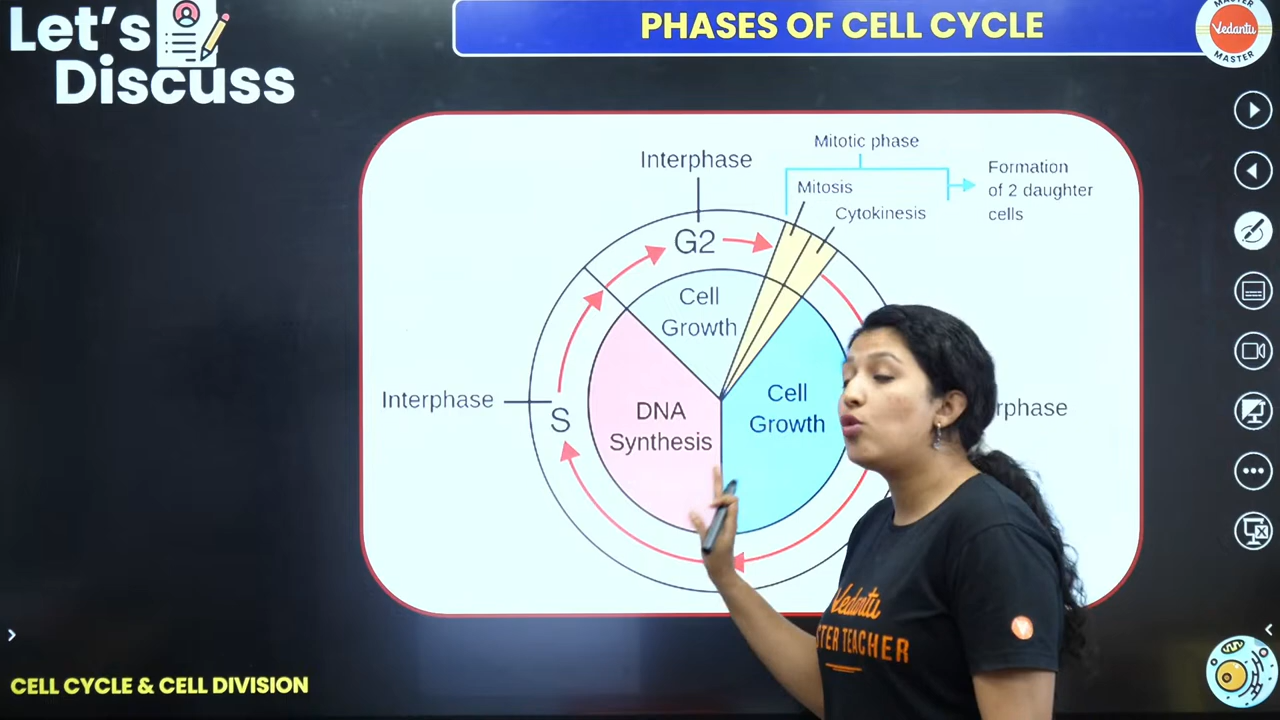 Let's
Discuss
PHASES OF CELL CYCLE
MASTER
Vedantu
MASTER
Interphase
Mitotic phase
Mitosis
Cytokinesis
Formation
of 2 daughter
cells
G2
Cell
Growth
Interphase
S
DNA
Synthesis
Cell
Growth
rphase
Vedantu
STER TEACHER
V
CELL CYCLE & CELL DIVISION